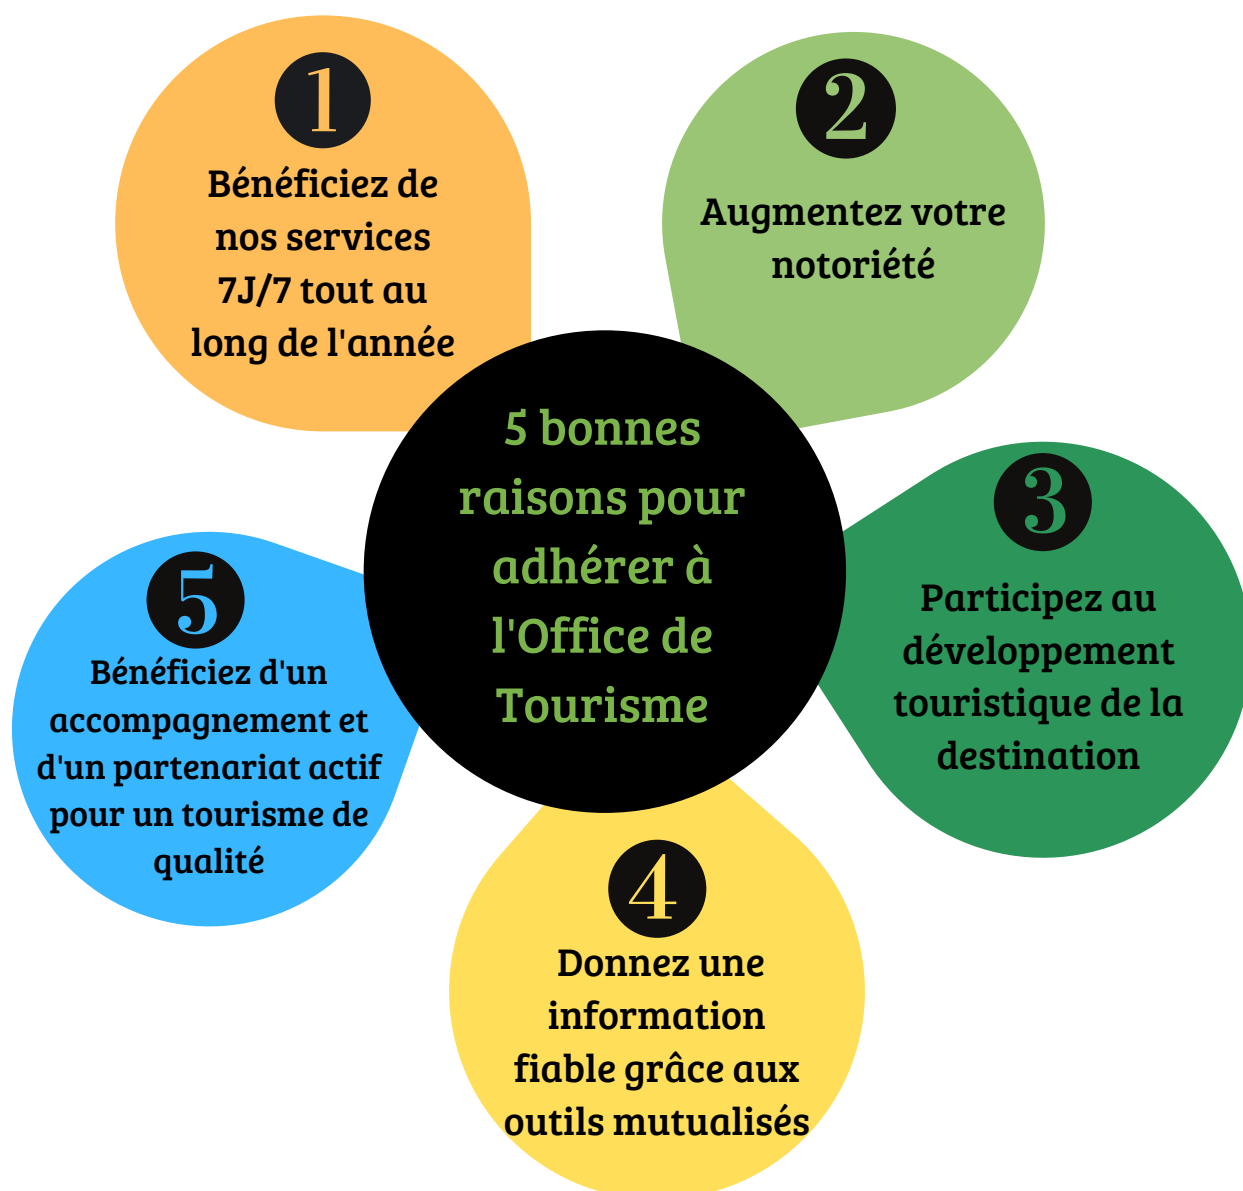 1
Bénéficiez de
nos services
7J/7 tout au
long de l'année
2
Augmentez votre
notoriété
5 bonnes
raisons pour
adhérer à
l'Office de
Tourisme
3
Participez au
développement
touristique de la
destination
4
Donnez une
information
fiable grâce aux
outils mutualisés
5
Bénéficiez d'un
accompagnement et
d'un partenariat actif
pour un tourisme de
qualité